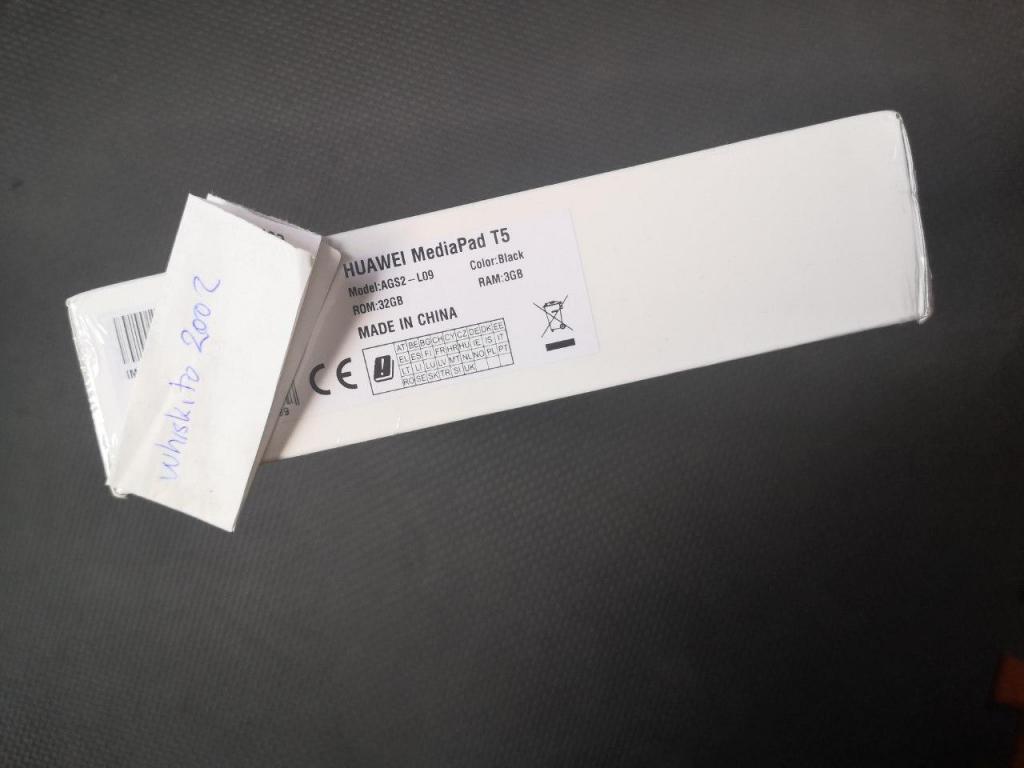 HUAWEI MediaPad T5
Model:AGS2-L09 Color:Black
ROM:32GB RAM:3GB
MADE IN CHINA
CE
AT BE BG CH CY CZ DE DK EE
EL ES FI FR HR HU IE IS IT
LT LI LU LV MT NL NO PL PT
RO SE SK TR SI UK
IM
whiskito 2002